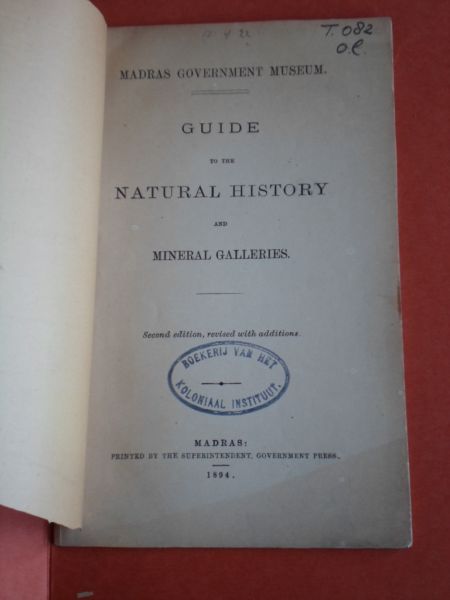 T. 082
MADRAS GOVERNMENT MUSEUM.
GUIDE
TO THE
NATURAL HISTORY
AND
MINERAL GALLERIES.
Second edition, revised with additions.
BOEKERIJ VAN HET
KOLONIAAL INSTITUUT.
MADRAS:
PRINTED BY THE SUPERINTENDENT, GOVERNMENT PRESS.
1894.